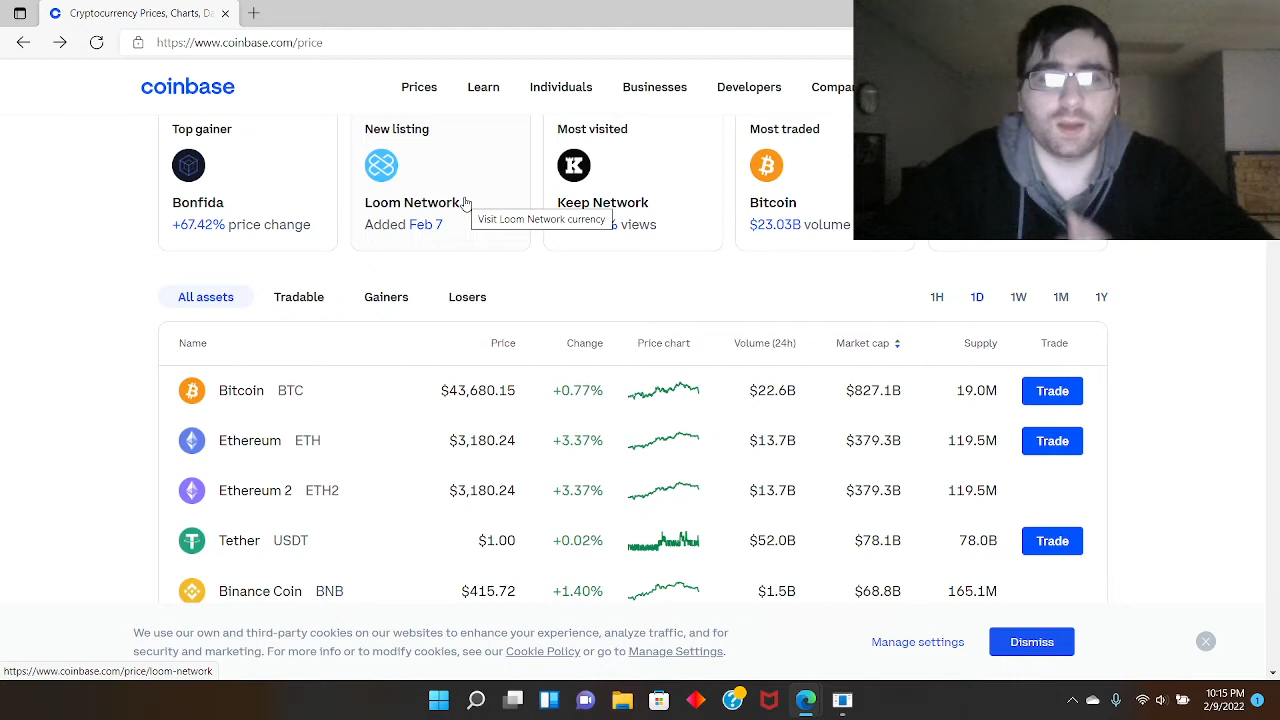 Cryptocurrency Prices, Charts, Da
https://www.coinbase.com/price
coinbase
Prices
Learn
Individuals
Businesses
Developers
Compan
Top gainer
Bonfida
+67.42% price change
New listing
Loom Network
Added Feb 7
Visit Loom Network currency
Most visited
Keep Network
% views
Most traded
Bitcoin
$23.03B volume
All assets
Tradable
Gainers
Losers
1H
1D
1W
1M
1Y
Name
Price
Change
Price chart
Volume (24h)
Market cap
Supply
Trade
Bitcoin BTC $43,680.15 +0.77% $22.6B $827.1B 19.0M Trade
Ethereum ETH $3,180.24 +3.37% $13.7B $379.3B 119.5M Trade
Ethereum 2 ETH2 $3,180.24 +3.37% $13.7B $379.3B 119.5M
Tether USDT $1.00 +0.02% $52.0B $78.1B 78.0B Trade
Binance Coin BNB $415.72 +1.40% $1.5B $68.8B 165.1M
We use our own and third-party cookies on our websites to enhance your experience, analyze traffic, and for
security and marketing. For more info or to modify cookies, see our Cookie Policy or go to Manage Settings.
Manage settings
Dismiss
https://www.coinbase.com/price/loom-network
10:15 PM
2/9/2022
1